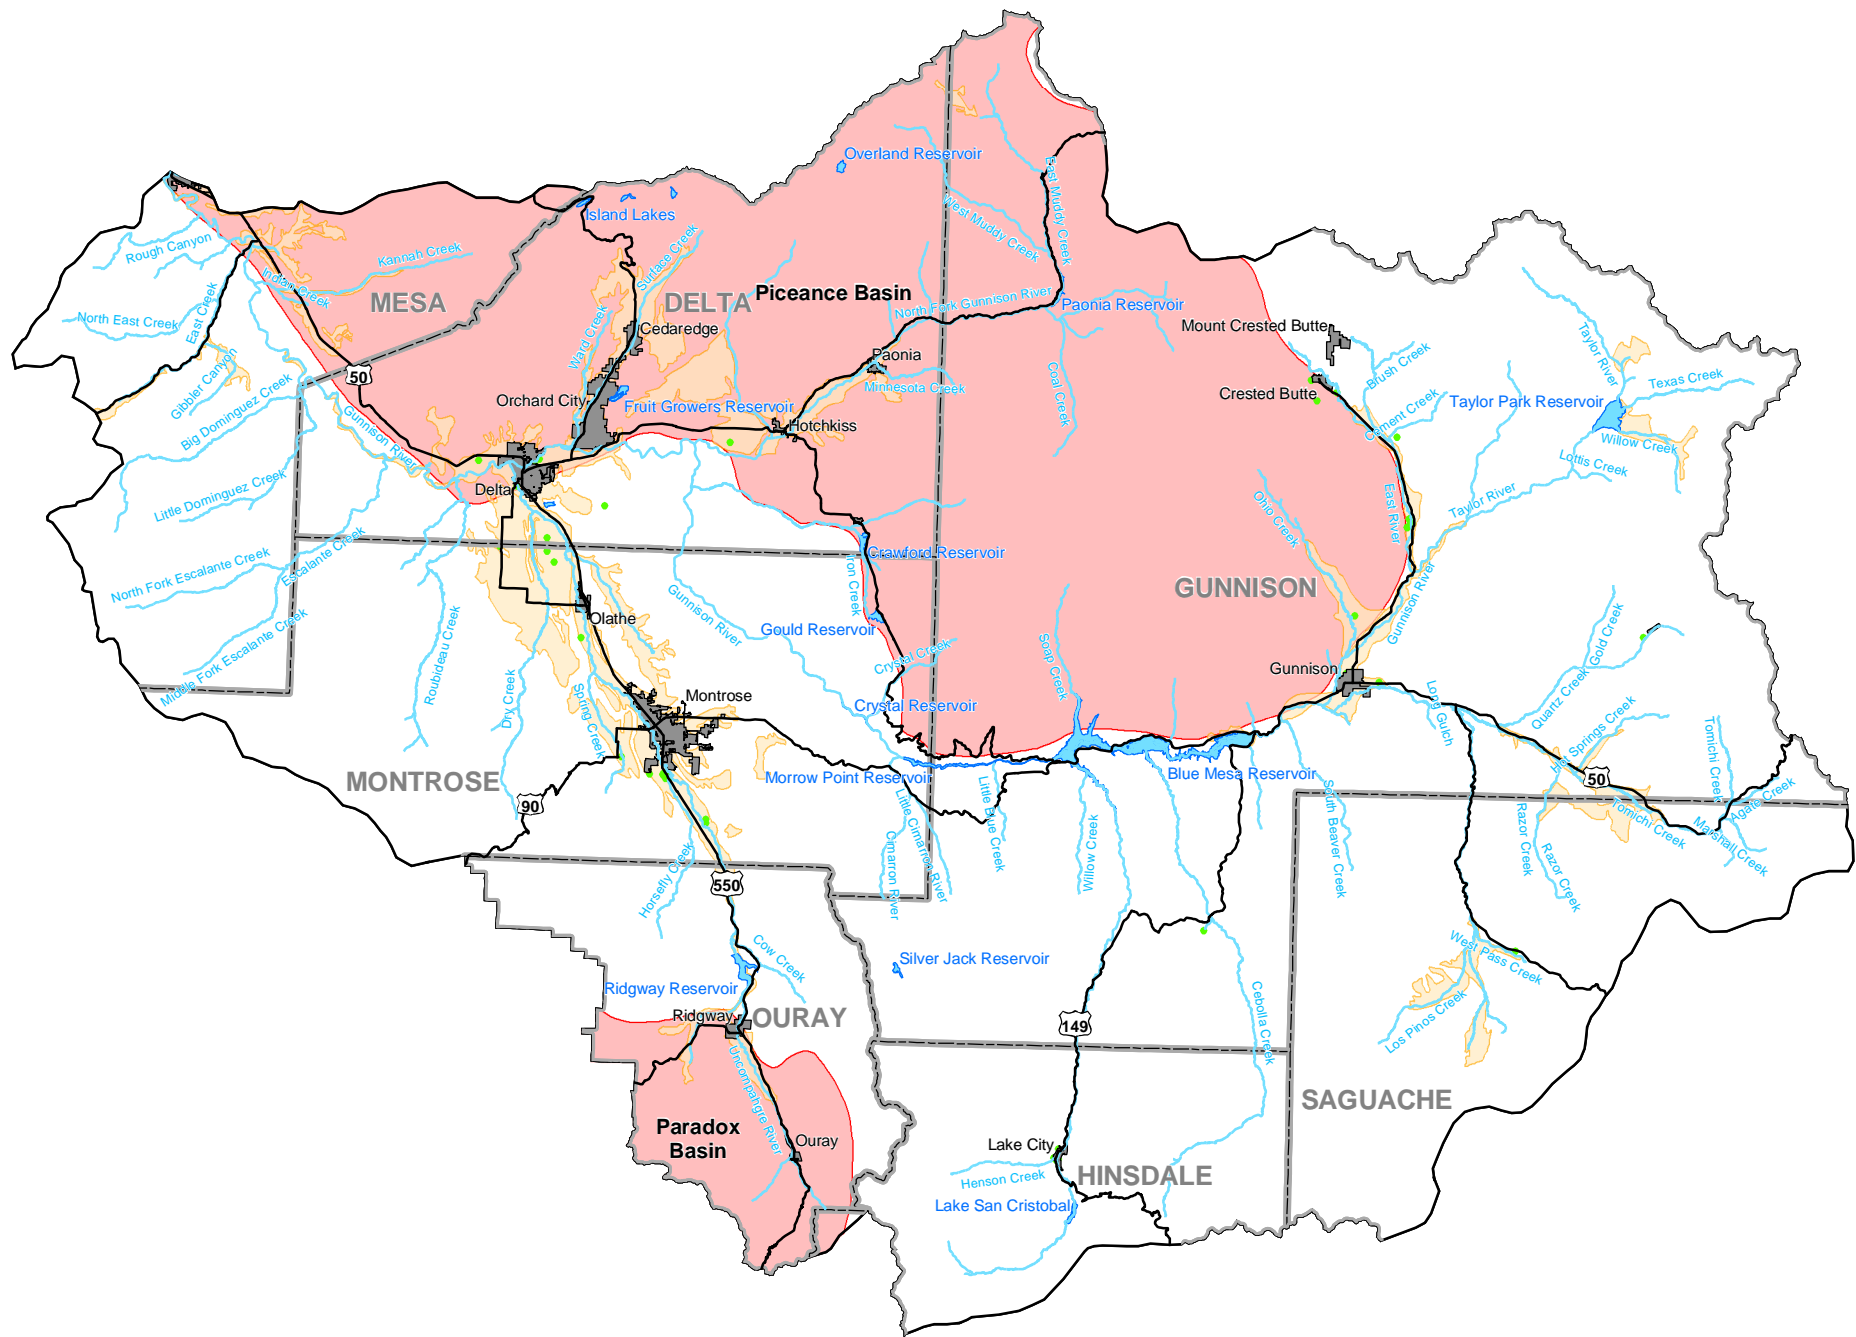 Overland Reservoir
East Muddy Creek
West Muddy Creek
Island Lakes
Rough Canyon
Kannah Creek
Surface Creek
Indian Creek
MESA
DELTA
Piceance Basin
North Fork Gunnison River
Paonia Reservoir
East Creek
North East Creek
Ward Creek
Cedaredge
Mount Crested Butte
Taylor River
Gibbler Canyon
50
Paonia
Brush Creek
Texas Creek
Big Dominguez Creek
Gunnison River
Orchard City
Fruit Growers Reservoir
Minnesota Creek
Coal Creek
Crested Butte
Cement Creek
Taylor Park Reservoir
Hotchkiss
Willow Creek
Lottis Creek
Delta
Little Dominguez Creek
Ohio Creek
East River
Taylor River
Escalante Creek
Crawford Reservoir
North Fork Escalante Creek
Iron Creek
GUNNISON
Gunnison River
Gunnison River
Olathe
Gould Reservoir
Middle Fork Escalante Creek
Roubideau Creek
Crystal Creek
Soap Creek
Gold Creek
Quartz Creek
Gunnison
Dry Creek
Spring Creek
Montrose
Crystal Reservoir
Long Gulch
Hot Springs Creek
Tomichi Creek
MONTROSE
Morrow Point Reservoir
Blue Mesa Reservoir
50
90
Little Blue Creek
Little Cimarron River
Cimarron River
Willow Creek
South Beaver Creek
Razor Creek
Razor Creek
Tomichi Creek
Marshall Creek
Agate Creek
550
Horsefly Creek
Cow Creek
West Pass Creek
Silver Jack Reservoir
Ridgway Reservoir
Cebolla Creek
Los Pinos Creek
Ridgway
OURAY
149
Uncompahgre River
SAGUACHE
Paradox
Basin
Ouray
Lake City
Henson Creek
HINSDALE
Lake San Cristobal